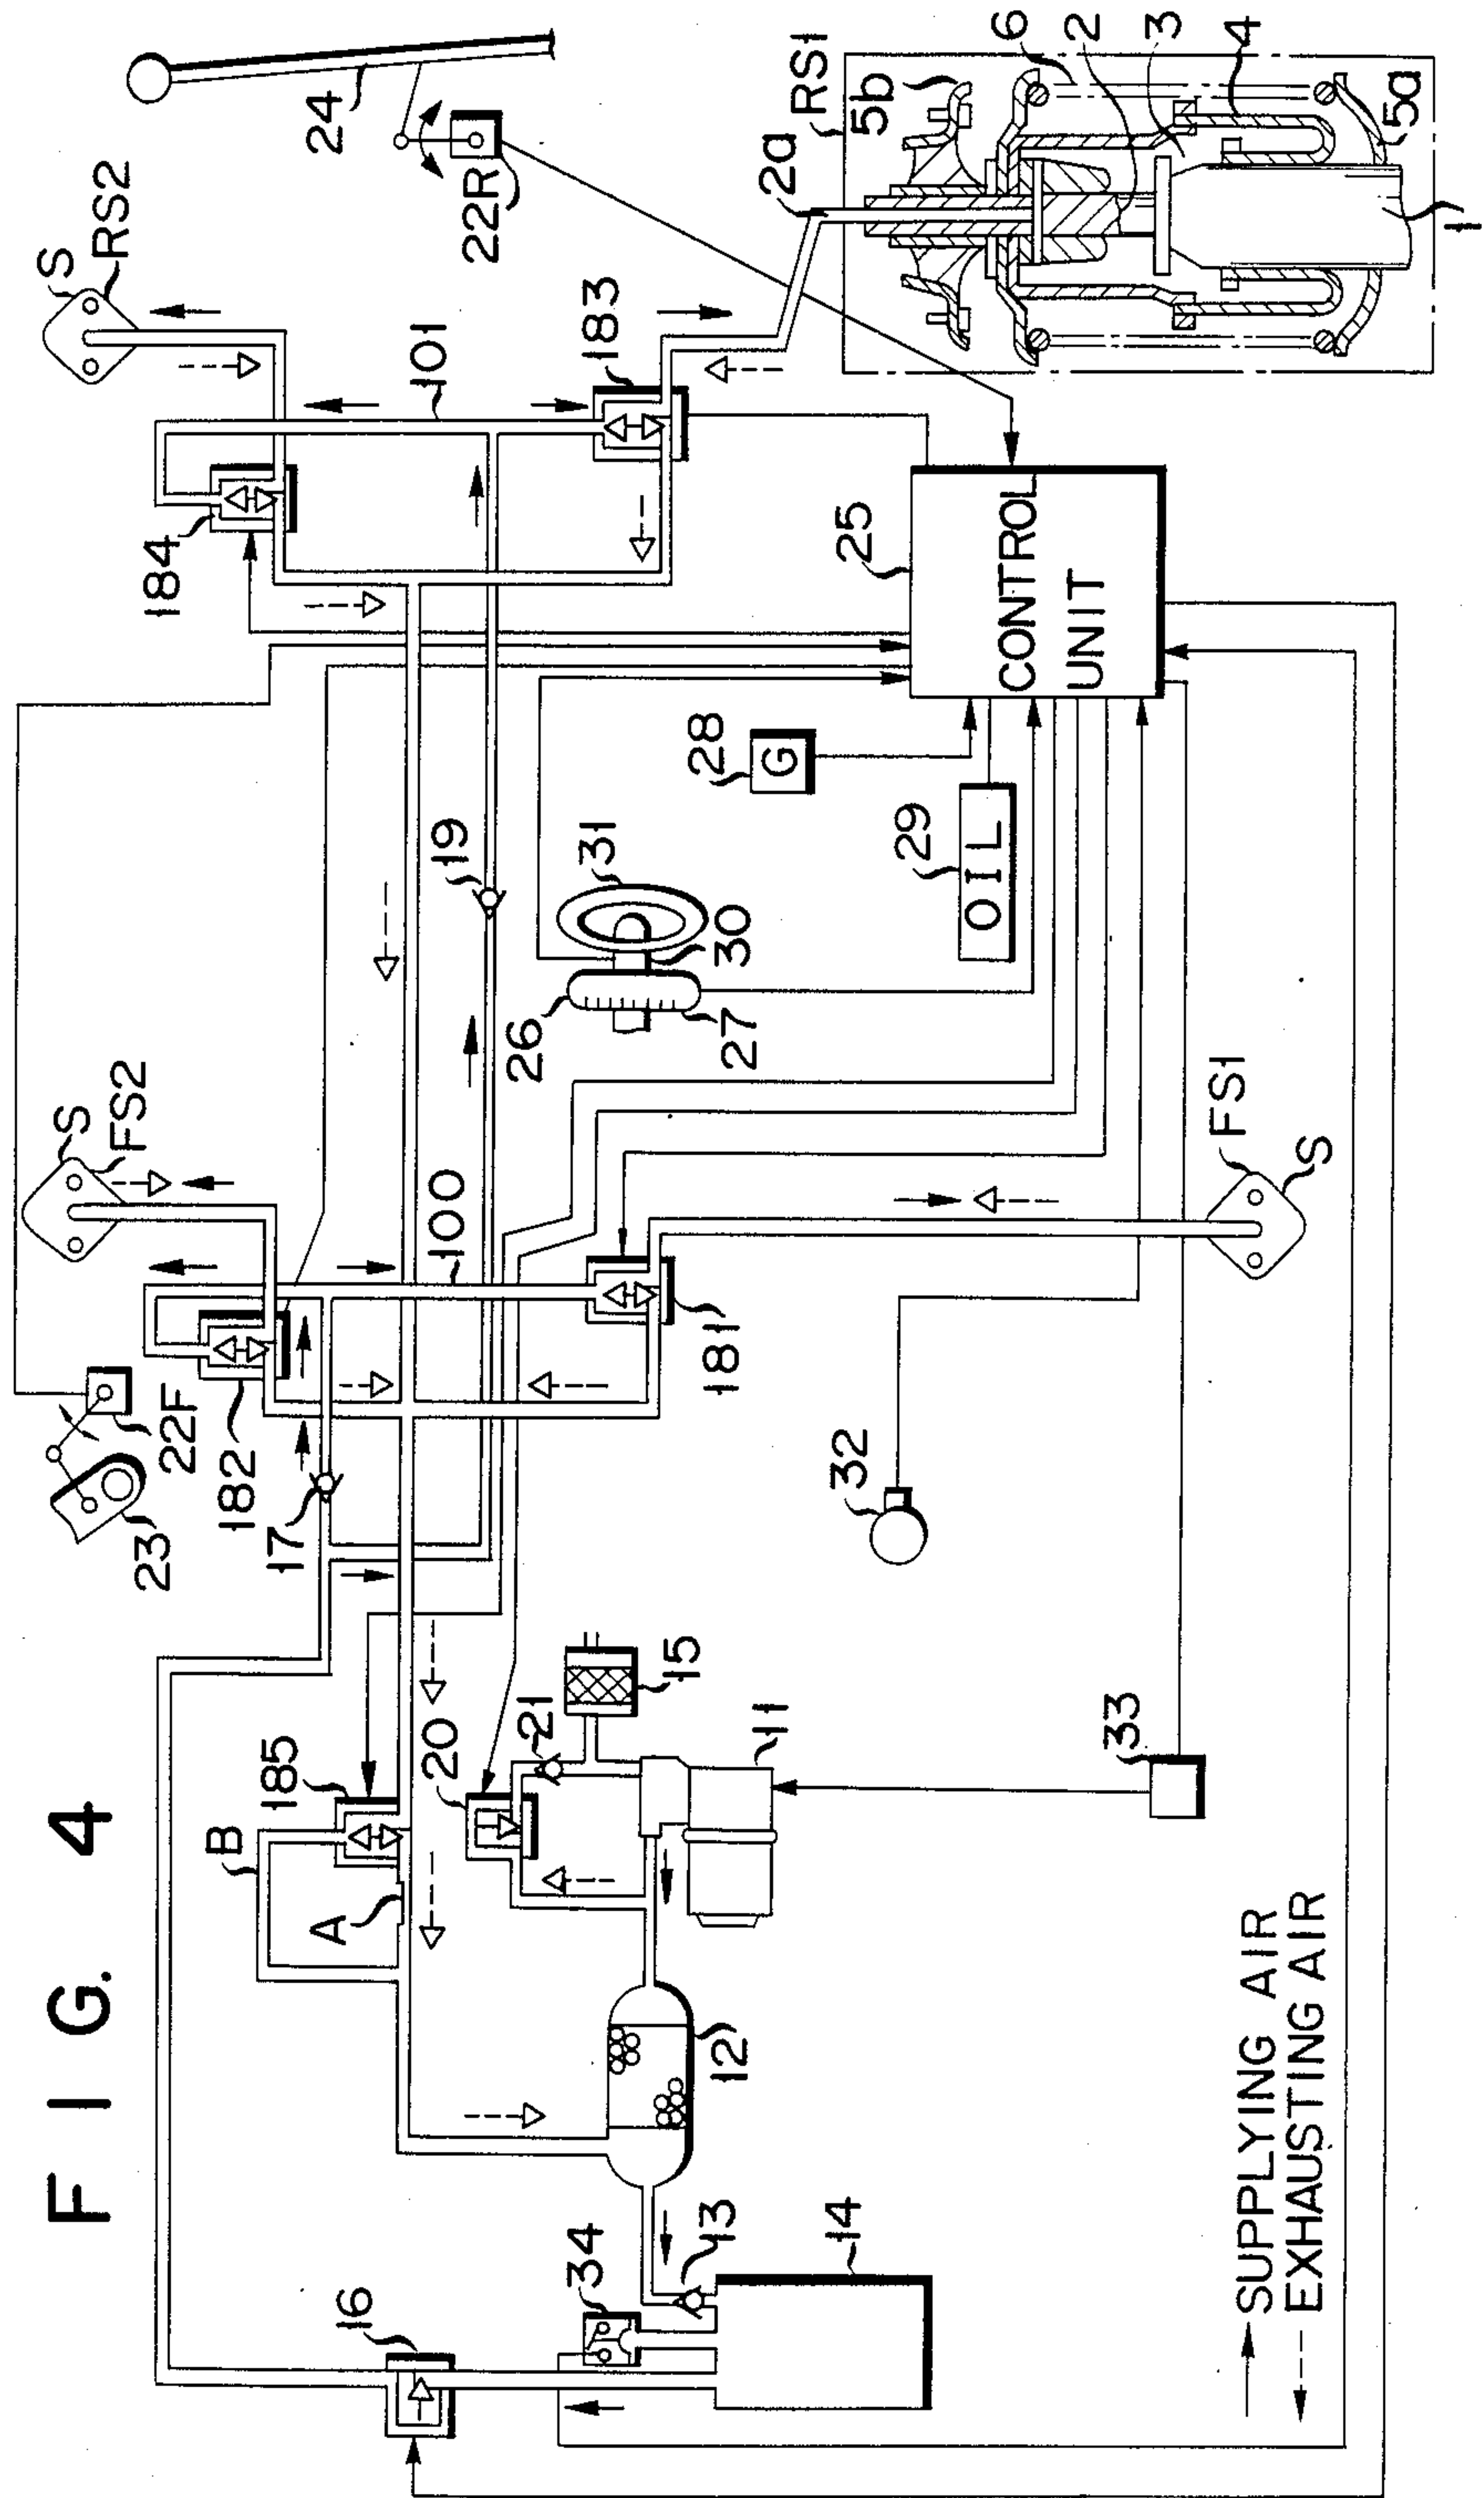 FIG. 4
16
34
13
14
12
B
A
185
20
21
15
11
33
17
23
22F
182
181
100
S
FS2
FS1
S
32
26
27
30
31
19
28
G
29
OIL
25
CONTROL
UNIT
184
183
101
S
RS2
24
22R
2a
RS1
5b
6
2
3
4
5a
1
SUPPLYING AIR
EXHAUSTING AIR